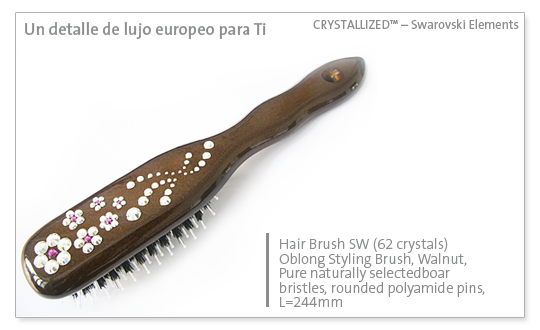 Un detalle de lujo europeo para Ti
CRYSTALLIZED™ – Swarovski Elements
Hair Brush SW (62 crystals)
Oblong Styling Brush, Walnut,
Pure naturally selectedboar
bristles, rounded polyamide pins,
L=244mm